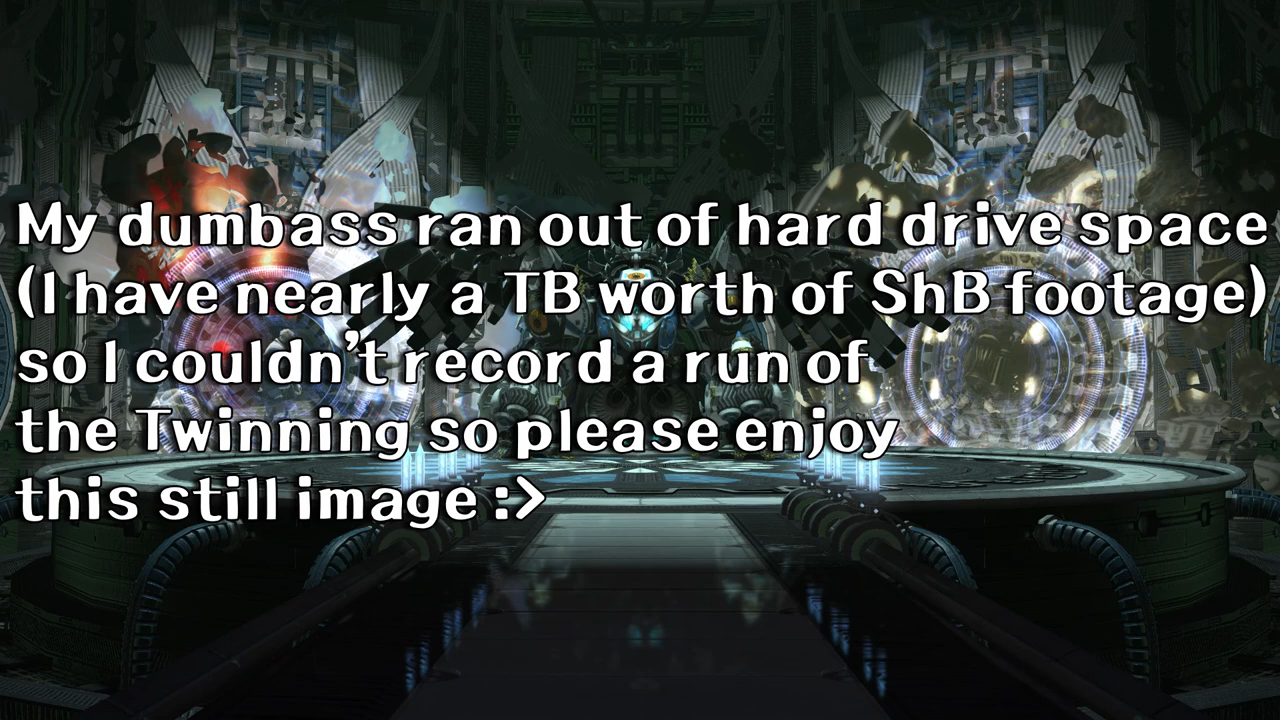 My dumbass ran out of hard drive space
(I have nearly a TB worth of ShB footage)
so I couldn't record a run of
the Twinning so please enjoy
this still image :>